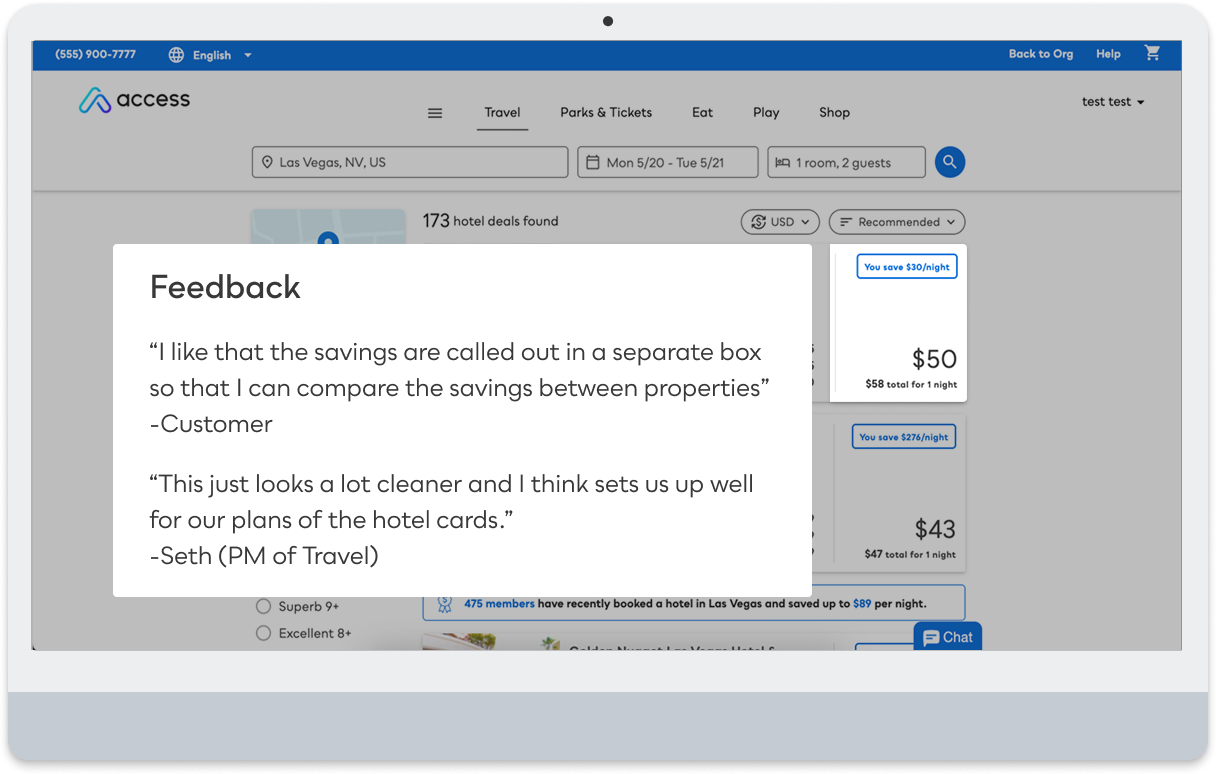 (555) 900-7777 English Back to Org Help
access
Travel Parks & Tickets Eat Play Shop
test test
Las Vegas, NV, US Mon 5/20 - Tue 5/21 1 room, 2 guests
173 hotel deals found USD Recommended
Feedback
“I like that the savings are called out in a separate box
so that I can compare the savings between properties”
-Customer
“This just looks a lot cleaner and I think sets us up well
for our plans of the hotel cards.”
-Seth (PM of Travel)
You save $30/night
$50
$58 total for 1 night
You save $276/night
$43
$47 total for 1 night
Superb 9+
Excellent 8+
475 members have recently booked a hotel in Las Vegas and saved up to $89 per night.
Golden Nugget Las Vegas Hotel &
Chat